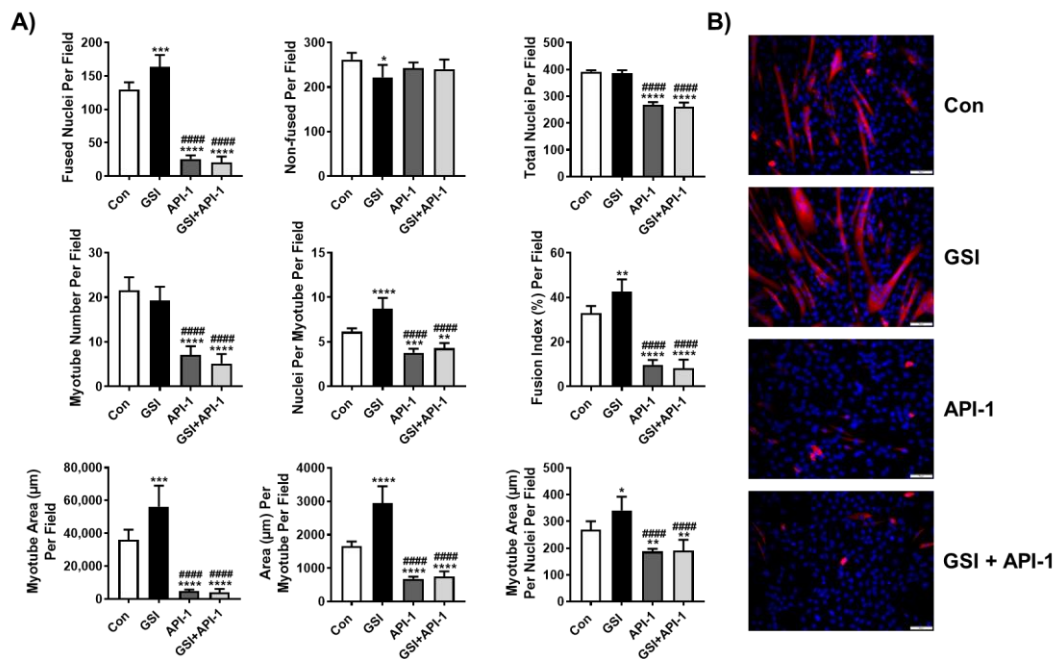 A)
B)
Fused Nuclei Per Field
200
150
100
50
0
***
####
****
####
****
Con
GSI
API-1
GSI+API-1
Non-fused Per Field
300
200
100
0
*
Con
GSI
API-1
GSI+API-1
Total Nuclei Per Field
500
400
300
200
100
0
####
****
####
****
Con
GSI
API-1
GSI+API-1
Myotube Number Per Field
30
20
10
0
####
****
####
****
Con
GSI
API-1
GSI+API-1
Nuclei Per Myotube Per Field
15
10
5
0
****
####
***
####
**
Con
GSI
API-1
GSI+API-1
Fusion Index (%) Per Field
60
40
20
0
**
####
****
####
****
Con
GSI
API-1
GSI+API-1
Myotube Area (µm)
Per Field
80,000
60,000
40,000
20,000
0
***
####
****
####
****
Con
GSI
API-1
GSI+API-1
Area (µm) Per
Myotube Per Field
4000
3000
2000
1000
0
****
####
****
####
****
Con
GSI
API-1
GSI+API-1
Myotube Area (µm)
Per Nuclei Per Field
500
400
300
200
100
0
*
####
**
####
**
Con
GSI
API-1
GSI+API-1
Con
GSI
API-1
GSI + API-1